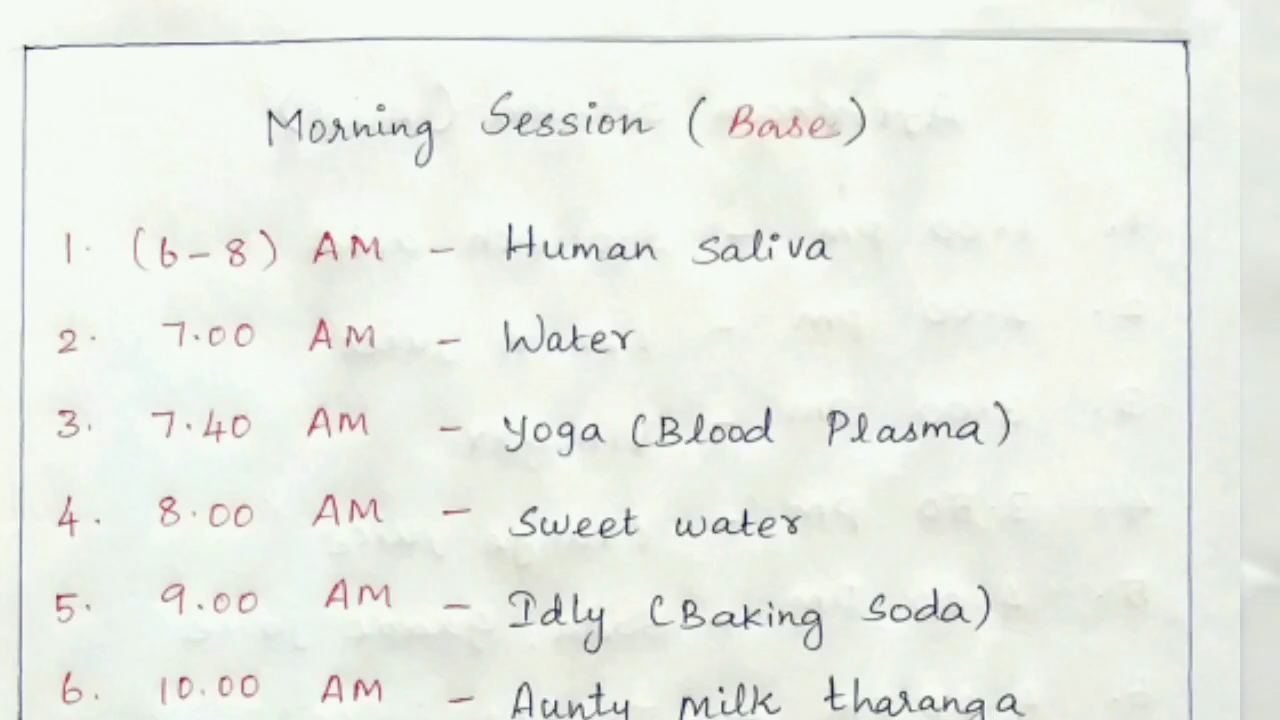 Morning Session (Base)
1. (6-8) AM - Human saliva
2. 7.00 AM - Water
3. 7.40 AM - Yoga (Blood Plasma)
4. 8.00 AM - Sweet water
5. 9.00 AM - Idly (Baking soda)
6. 10.00 AM - Aunty milk tharanga